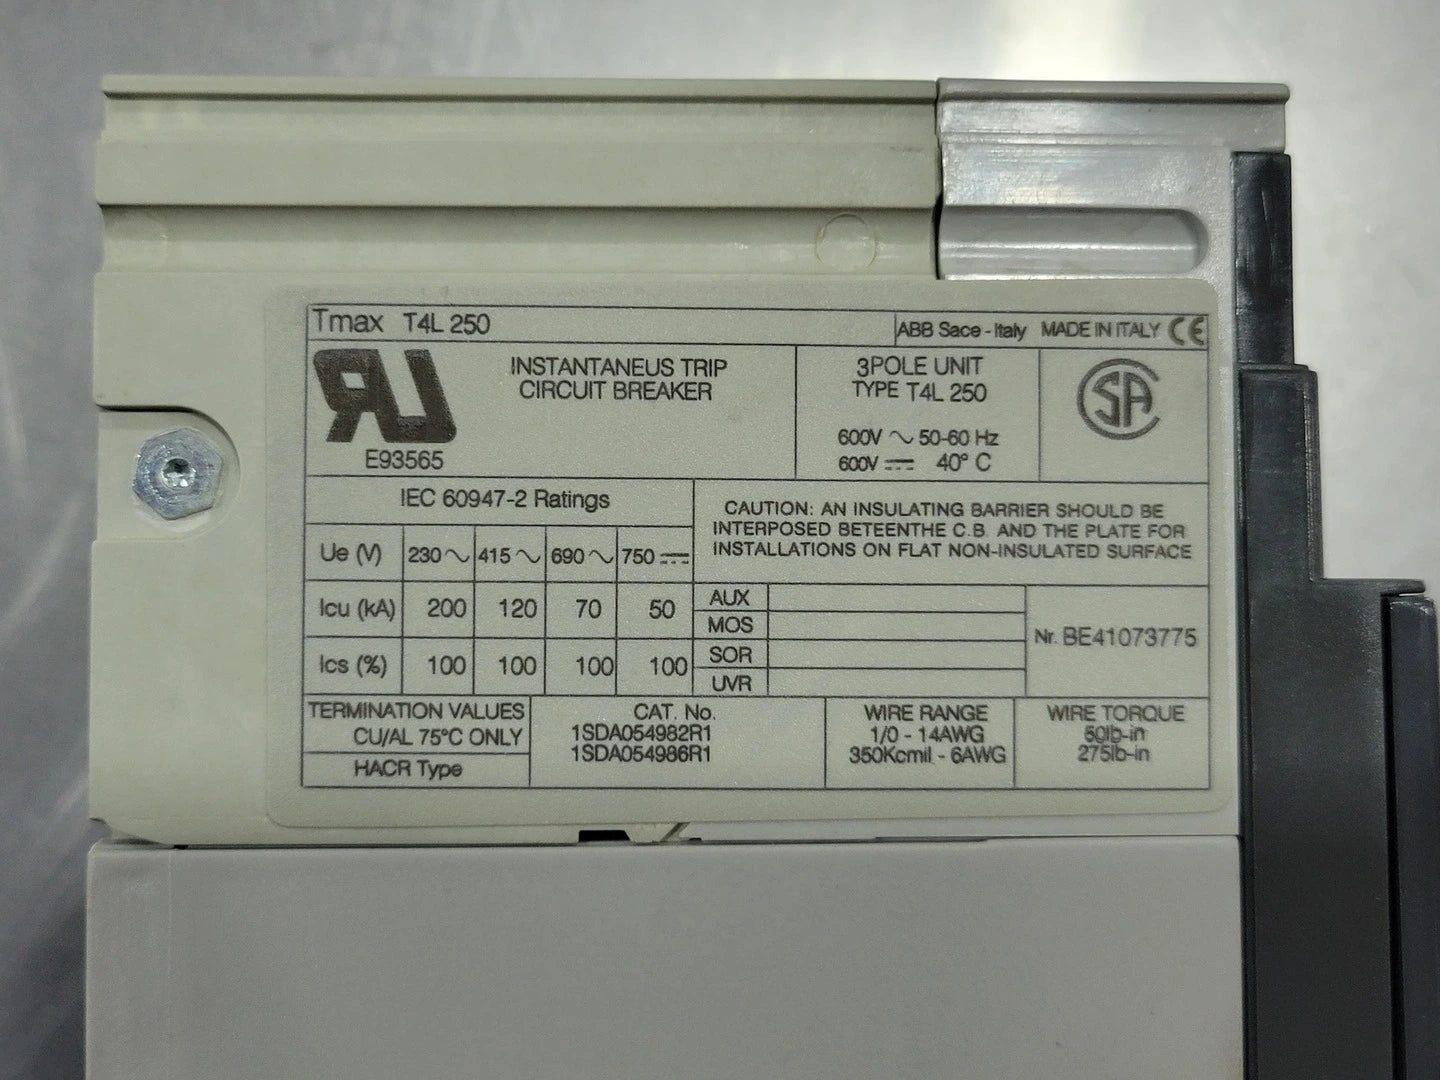 Tmax T4L 250
ABB Sace - Italy MADE IN ITALY CE
RU
E93565
INSTANTANEUS TRIP
CIRCUIT BREAKER
3POLE UNIT
TYPE T4L 250
600V ~ 50-60 Hz
600V ⎓ 40° C
SA
IEC 60947-2 Ratings
Ue (V) 230~ 415~ 690~ 750⎓
Icu (kA) 200 120 70 50
Ics (%) 100 100 100 100
CAUTION: AN INSULATING BARRIER SHOULD BE
INTERPOSED BETEENTHE C.B. AND THE PLATE FOR
INSTALLATIONS ON FLAT NON-INSULATED SURFACE
AUX
MOS
SOR
UVR
Nr. BE41073775
TERMINATION VALUES
CU/AL 75°C ONLY
HACR Type
CAT. No.
1SDA054982R1
1SDA054986R1
WIRE RANGE
1/0 - 14AWG
350Kcmil - 6AWG
WIRE TORQUE
50lb-in
275lb-in